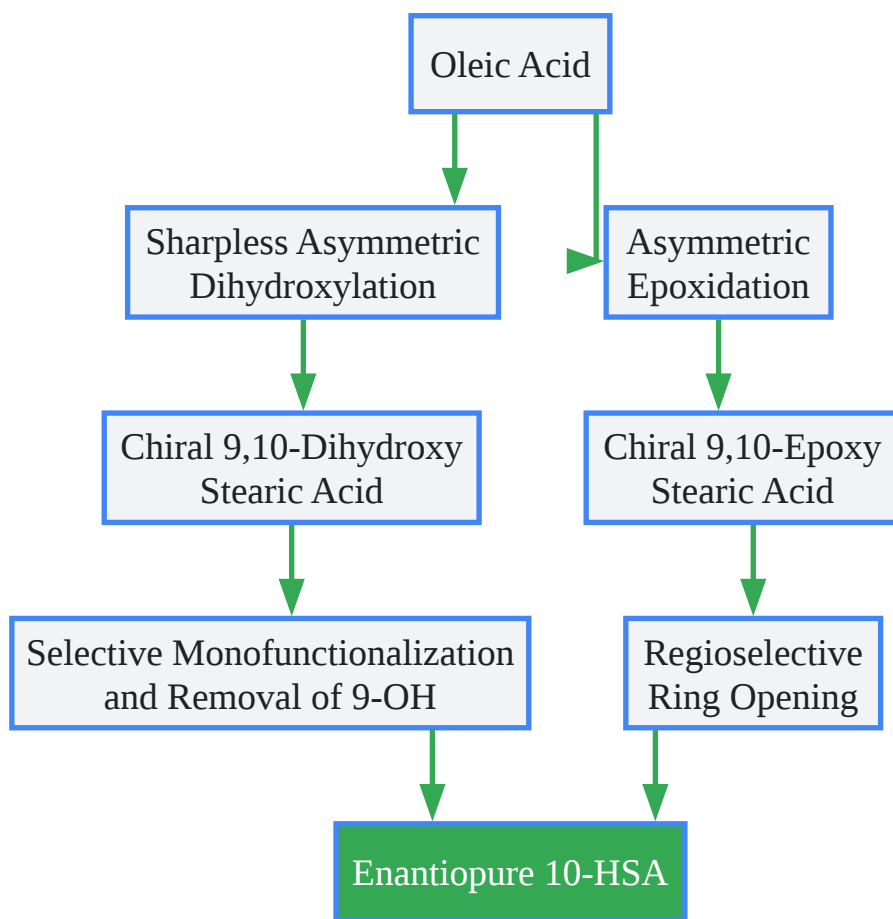 Oleic Acid
Sharpless Asymmetric
Dihydroxylation
Asymmetric
Epoxidation
Chiral 9,10-Dihydroxy
Stearic Acid
Chiral 9,10-Epoxy
Stearic Acid
Selective Monofunctionalization
and Removal of 9-OH
Regioselective
Ring Opening
Enantiopure 10-HSA